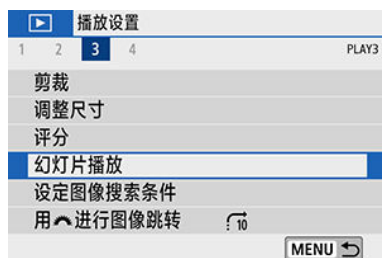 播放设置
1 2 3 4 PLAY3
剪裁
调整尺寸
评分
幻灯片播放
设定图像搜索条件
用进行图像跳转 10
MENU